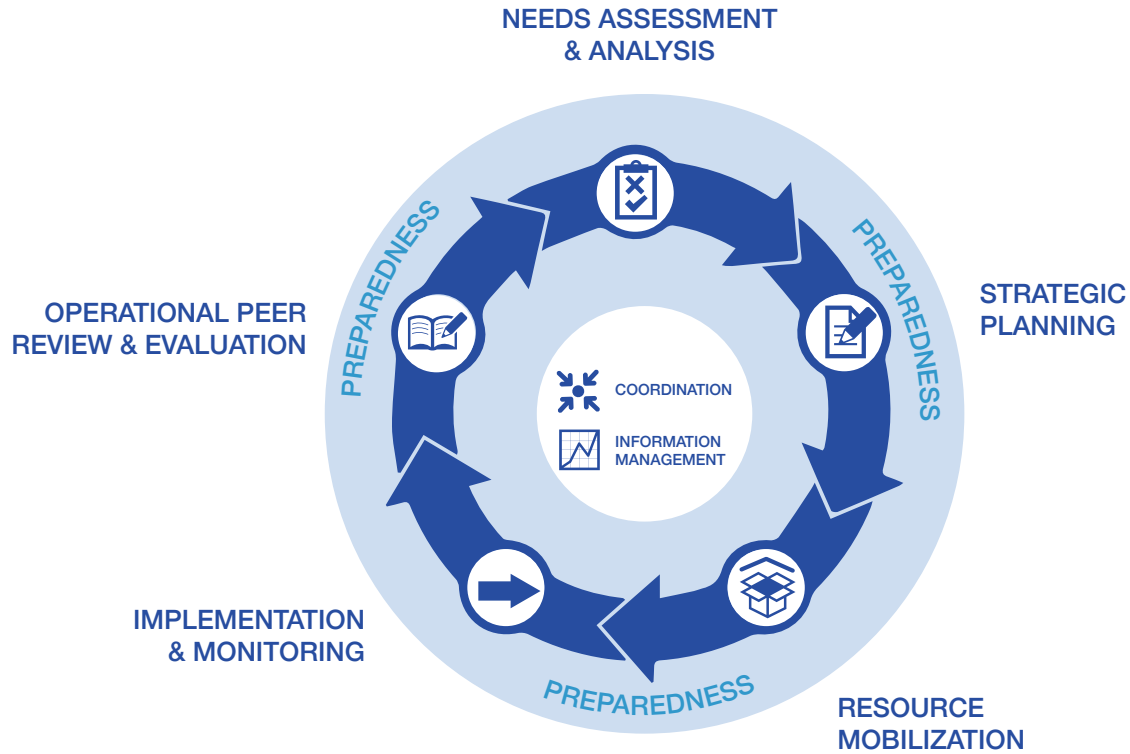 NEEDS ASSESSMENT
& ANALYSIS
PREPAREDNESS
PREPAREDNESS
STRATEGIC
PLANNING
OPERATIONAL PEER
REVIEW & EVALUATION
COORDINATION
INFORMATION
MANAGEMENT
IMPLEMENTATION
& MONITORING
PREPAREDNESS
RESOURCE
MOBILIZATION